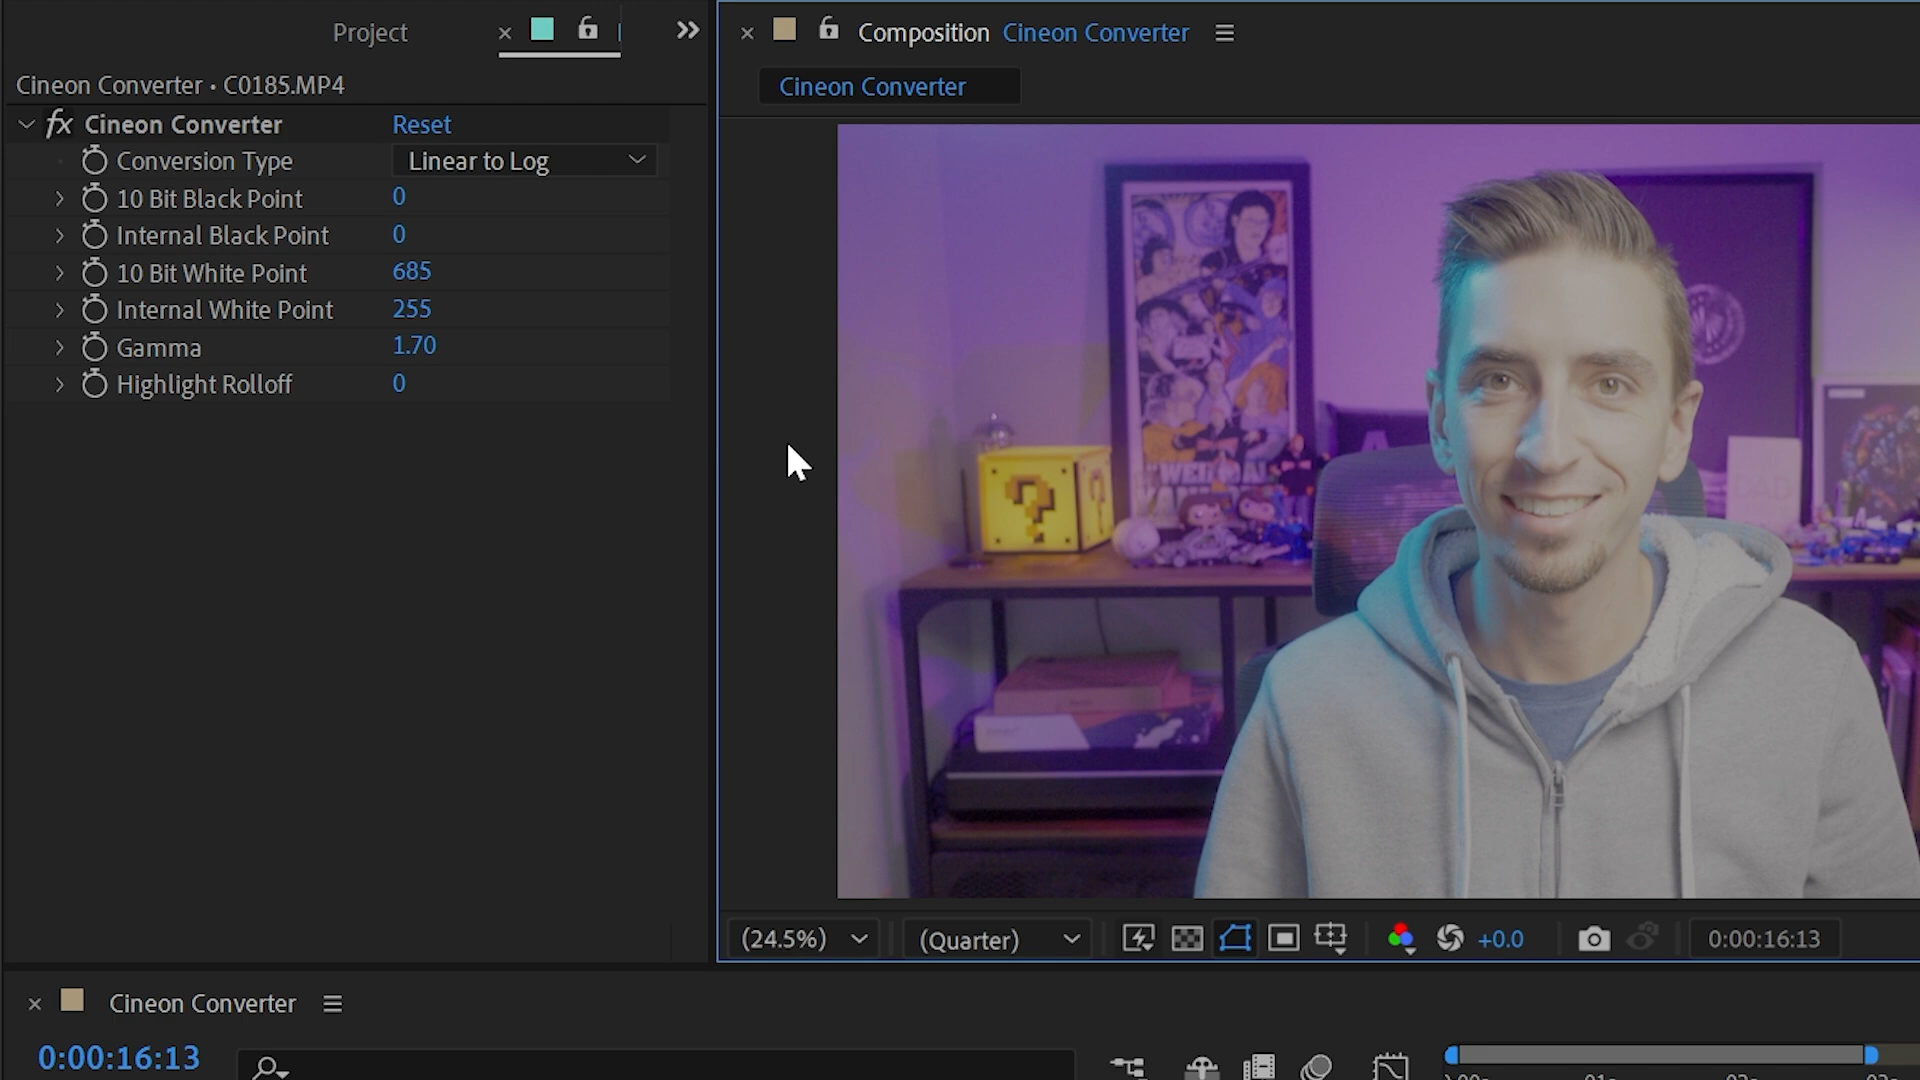 Project
Composition Cineon Converter
Cineon Converter • C0185.MP4
Cineon Converter
fx Cineon Converter Reset
Conversion Type Linear to Log
10 Bit Black Point 0
Internal Black Point 0
10 Bit White Point 685
Internal White Point 255
Gamma 1.70
Highlight Rolloff 0
?
(24.5%) (Quarter) +0.0 0:00:16:13
Cineon Converter
0:00:16:13